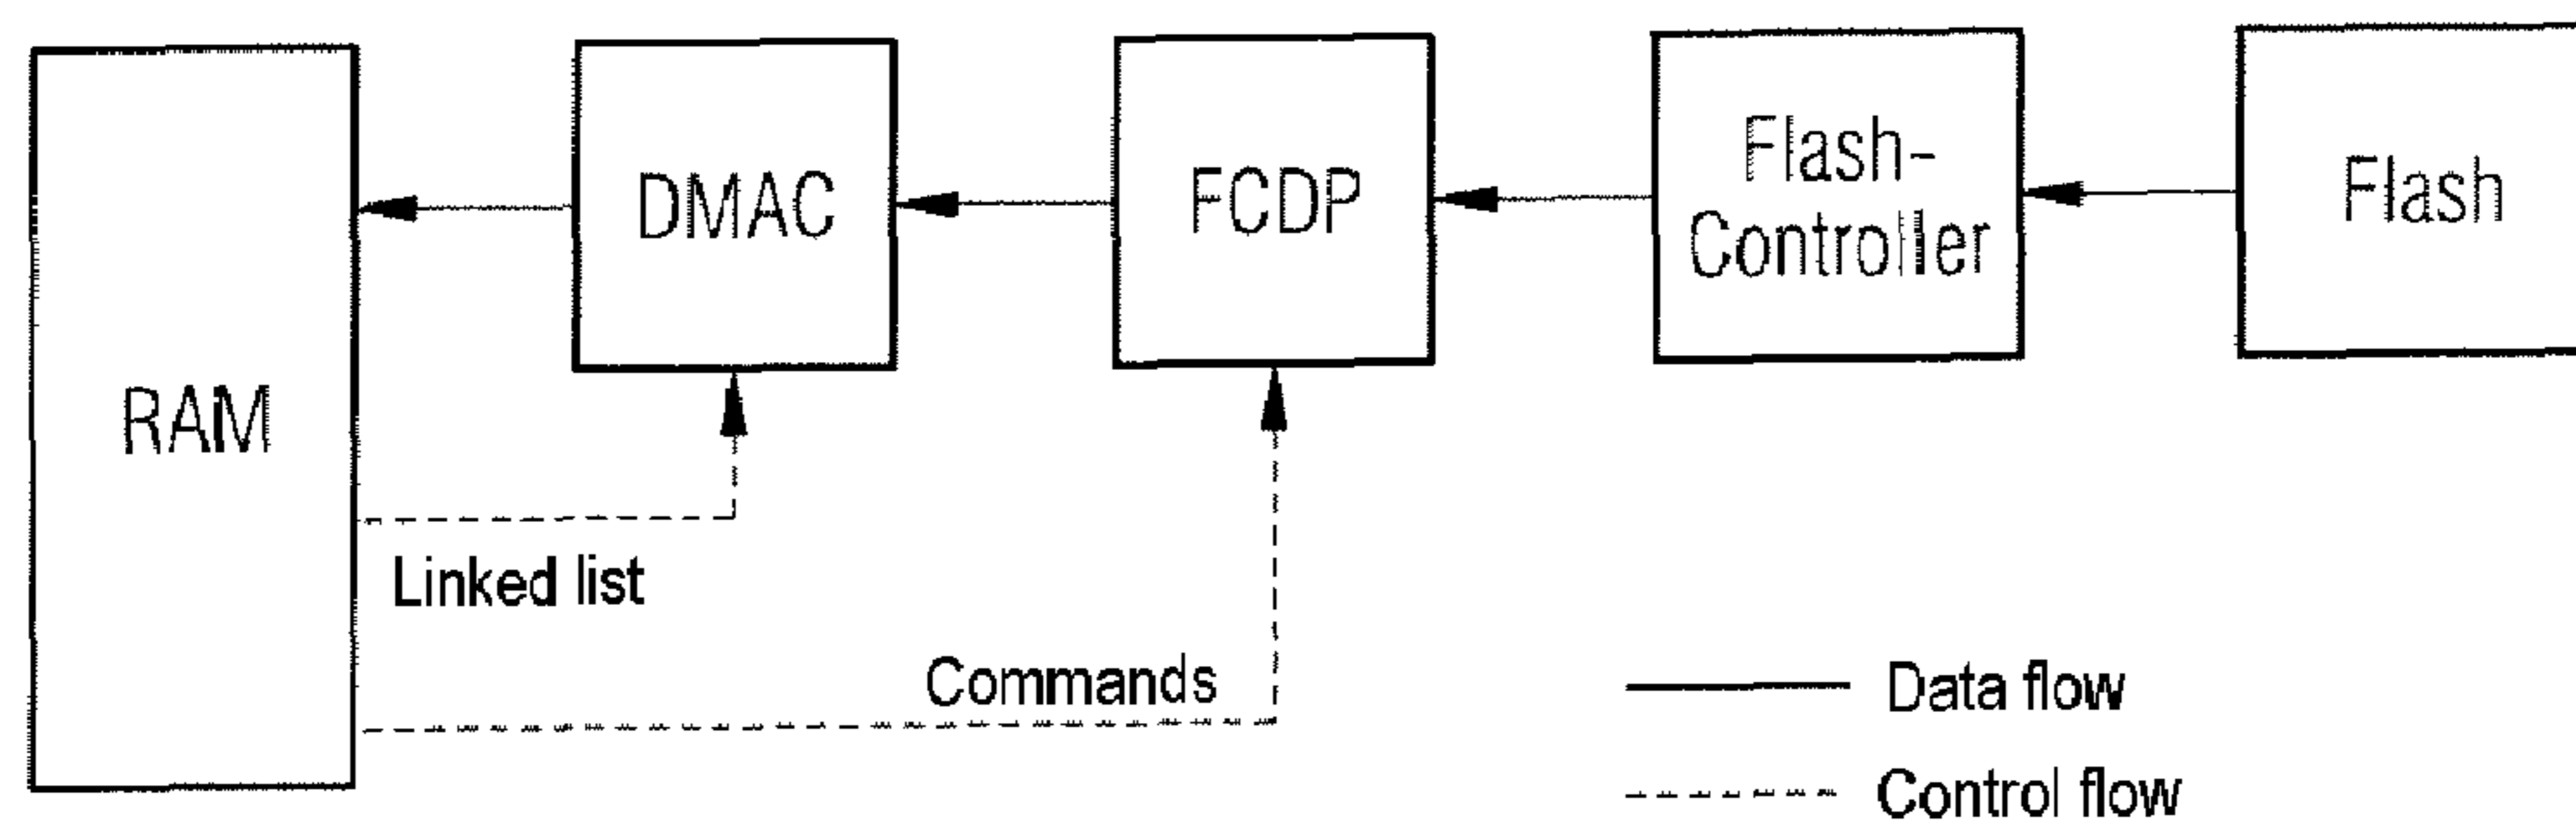 RAM
DMAC
FCDP
Flash-
Controller
Flash
Linked list
Commands
Data flow
Control flow